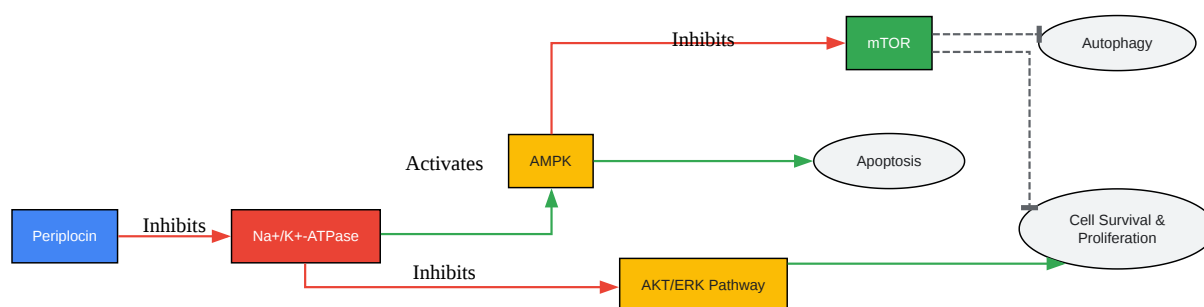 Inhibits
mTOR
Autophagy
Activates
AMPK
Apoptosis
Periplocin
Inhibits
Na+/K+-ATPase
Cell Survival &
Proliferation
Inhibits
AKT/ERK Pathway